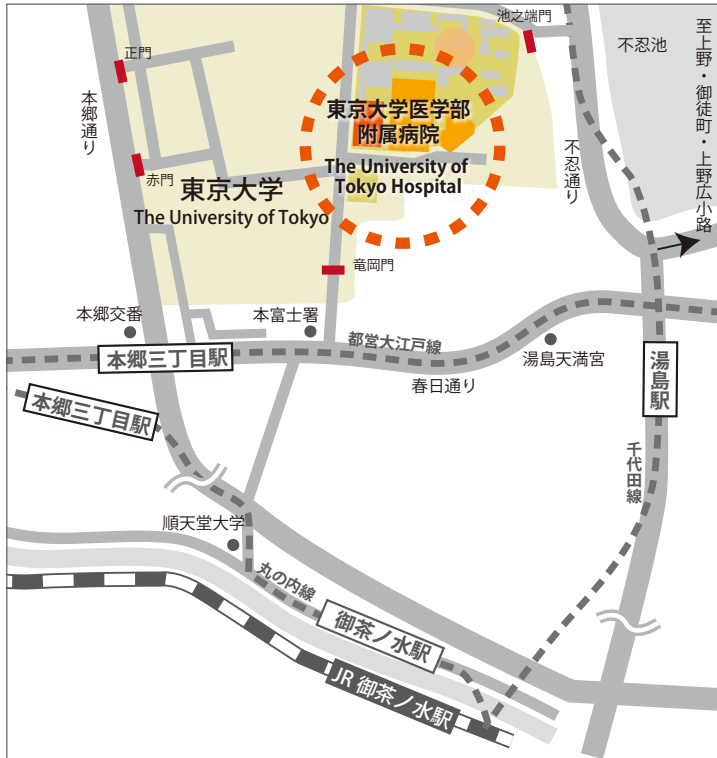 池之端門
正門
不忍池
至上野・御徒町・上野広小路
本郷通り
東京大学医学部
附属病院
The University of
Tokyo Hospital
不忍通り
赤門
東京大学
The University of Tokyo
竜岡門
本郷交番
本富士署
都営大江戸線
本郷三丁目駅
湯島天満宮
春日通り
湯島駅
本郷三丁目駅
千代田線
順天堂大学
丸の内線
御茶ノ水駅
JR 御茶ノ水駅